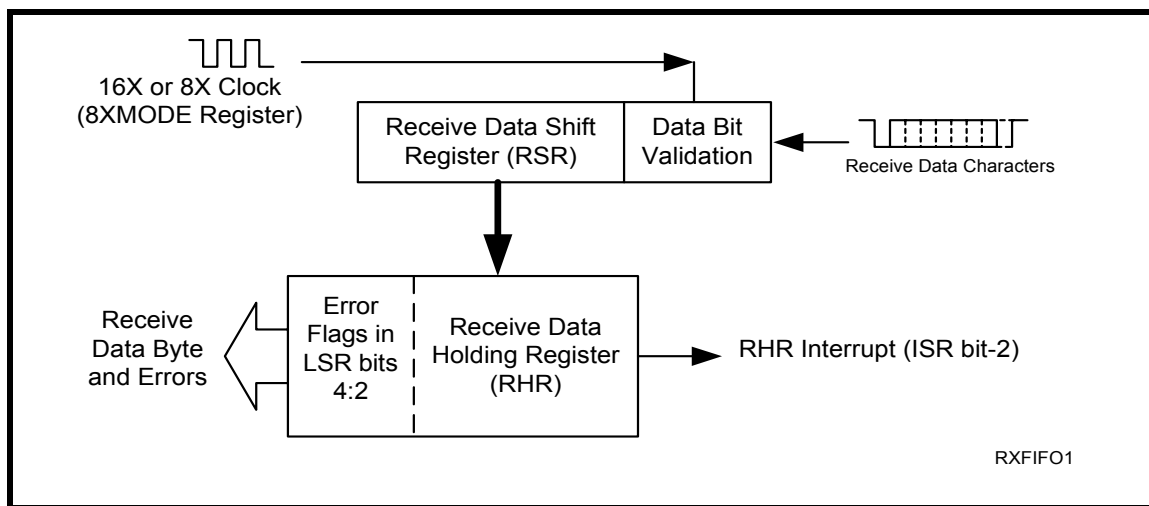 16X or 8X Clock
(8XMODE Register)
Receive Data Shift
Register (RSR)
Data Bit
Validation
Receive Data Characters
Receive
Data Byte
and Errors
Error
Flags in
LSR bits
4:2
Receive Data
Holding Register
(RHR)
RHR Interrupt (ISR bit-2)
RXFIFO1